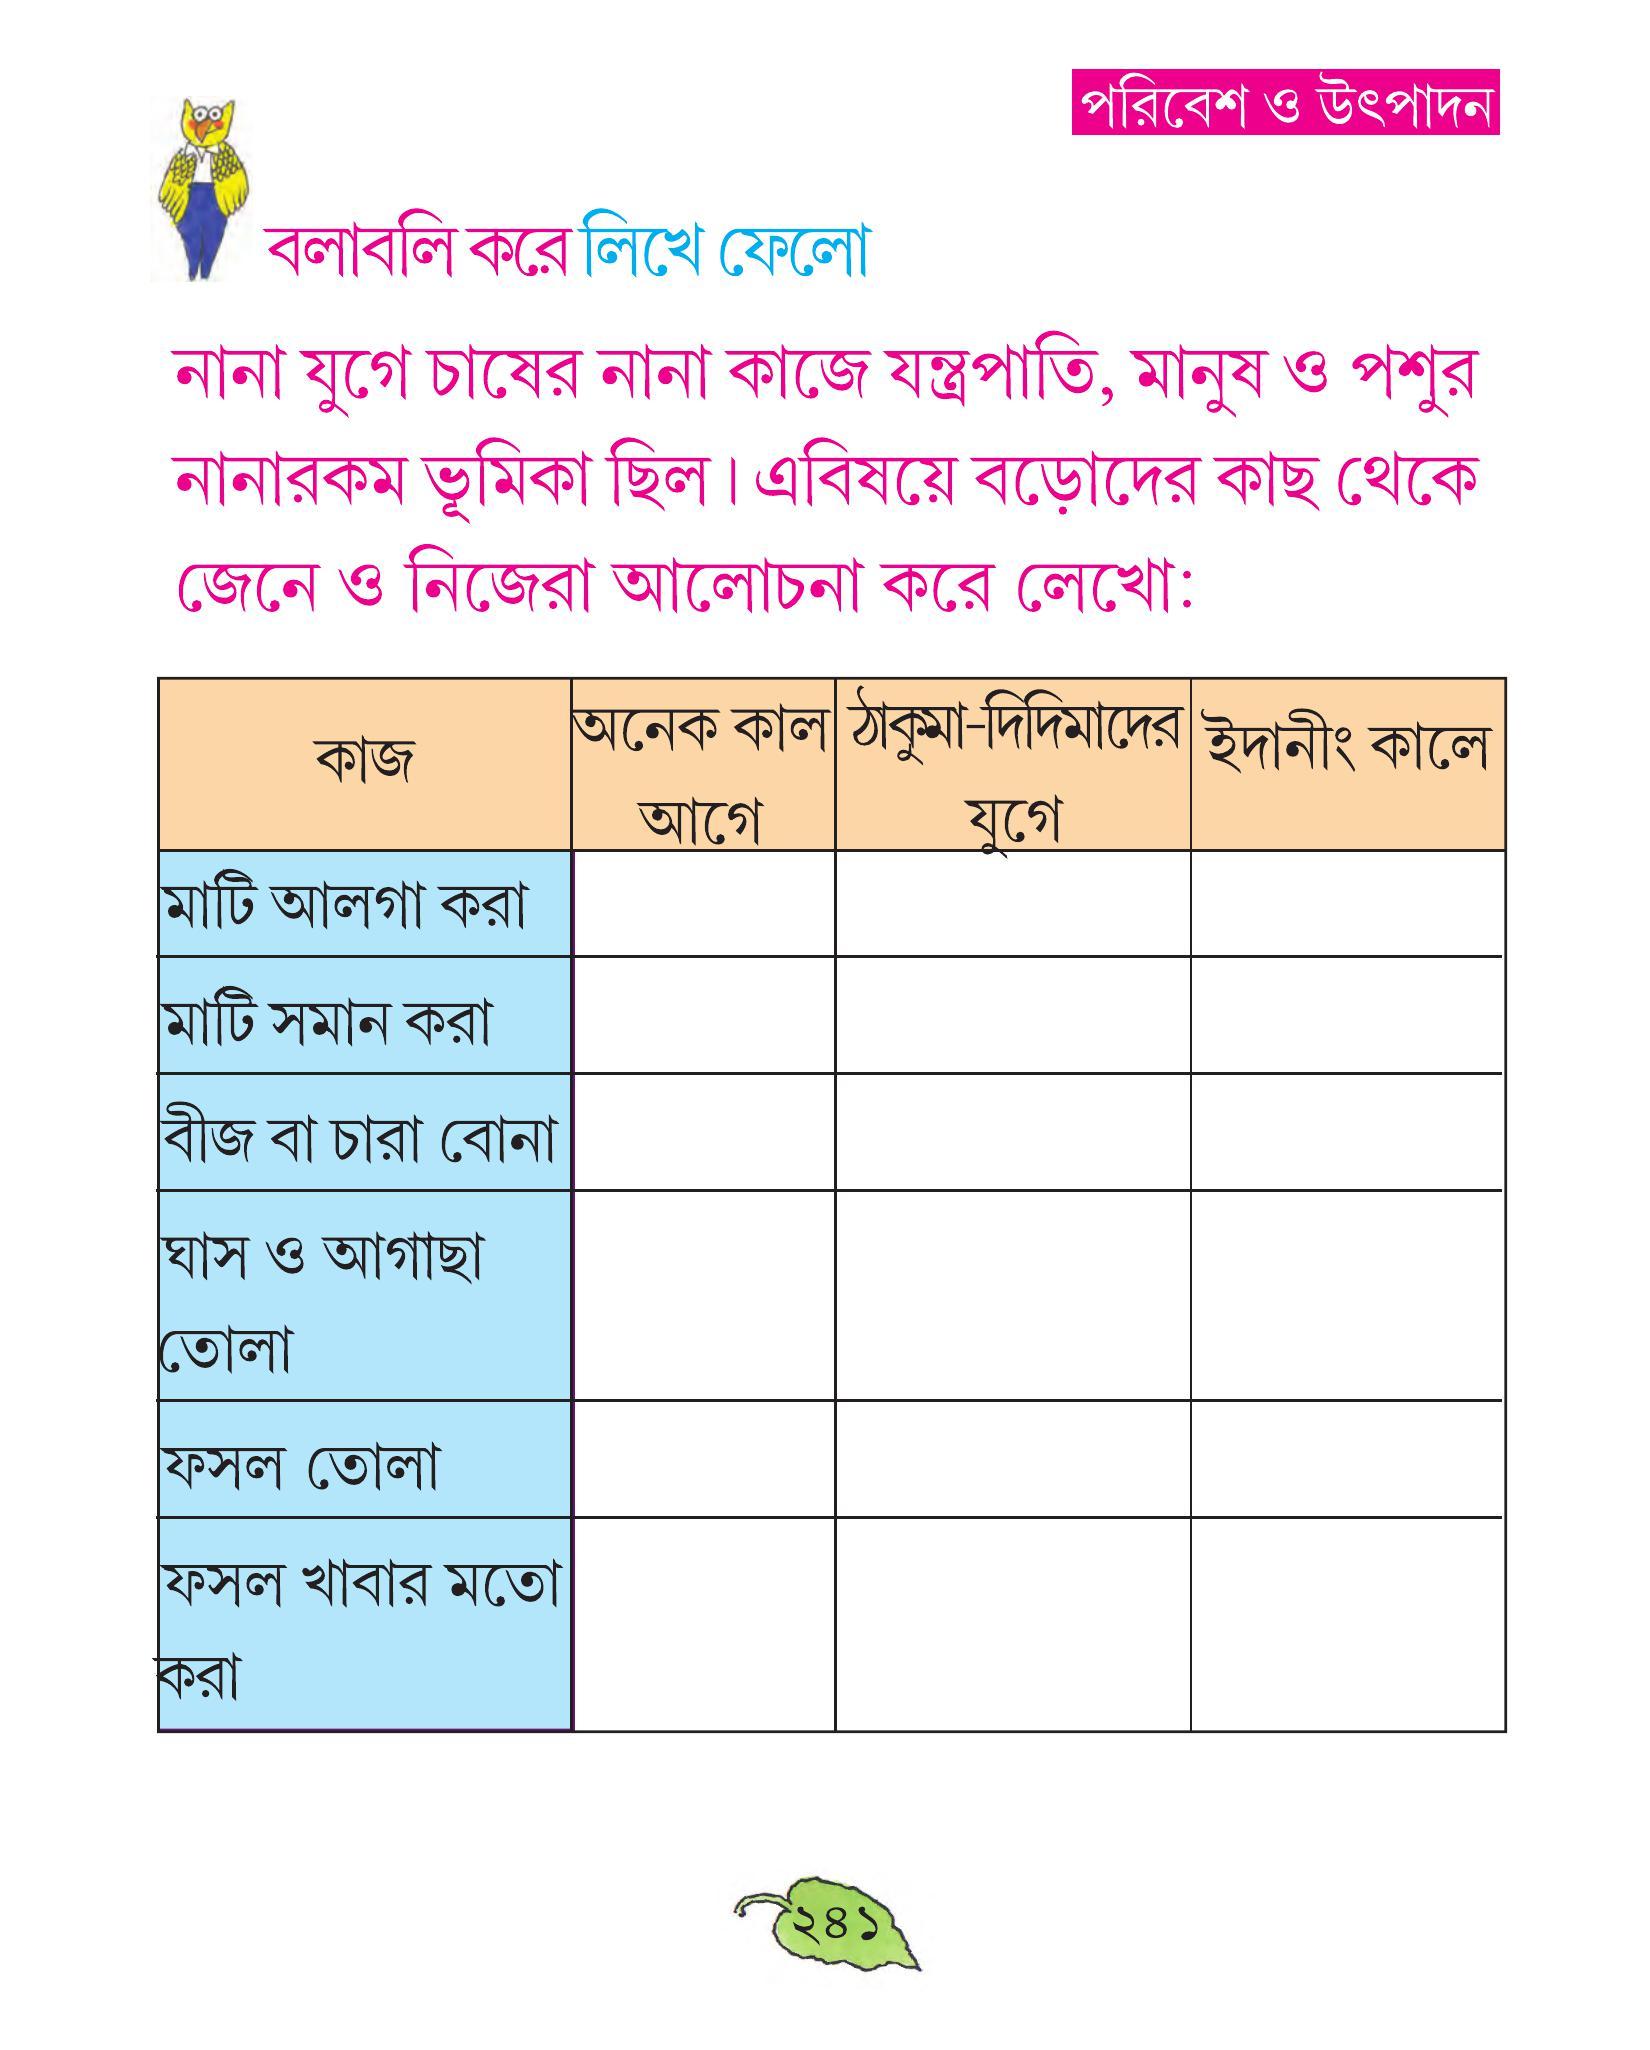 পরিবেশ ও উৎপাদন
বলাবলি করে লিখে ফেলো
নানা যুগে চাষের নানা কাজে যন্ত্রপাতি, মানুষ ও পশুর
নানারকম ভূমিকা ছিল। এবিষয়ে বড়োদের কাছ থেকে
জেনে ও নিজেরা আলোচনা করে লেখো:
কাজ
অনেক কাল
আগে
ঠাকুমা-দিদিমাদের
যুগে
ইদানীং কালে
মাটি আলগা করা
মাটি সমান করা
বীজ বা চারা বোনা
ঘাস ও আগাছা
তোলা
ফসল তোলা
ফসল খাবার মতো
করা
২৪১